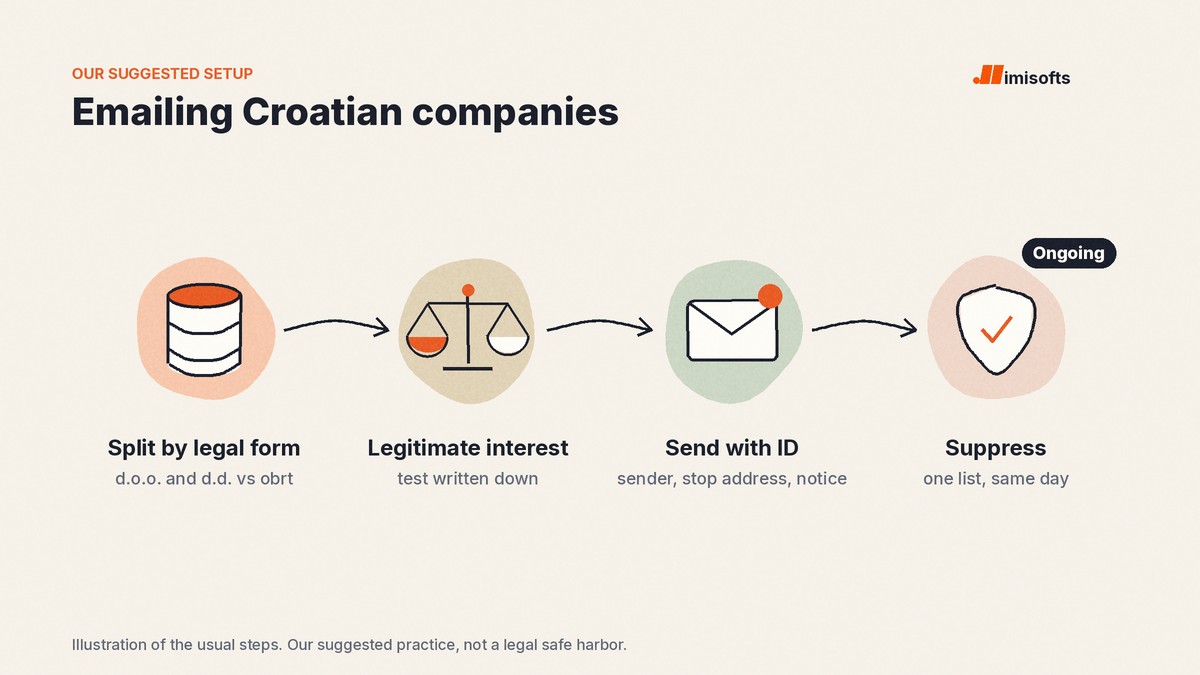 OUR SUGGESTED SETUP
imisofts
Emailing Croatian companies
Ongoing
Split by legal form
d.o.o. and d.d. vs obrt
Legitimate interest
test written down
Send with ID
sender, stop address, notice
Suppress
one list, same day
Illustration of the usual steps. Our suggested practice, not a legal safe harbor.